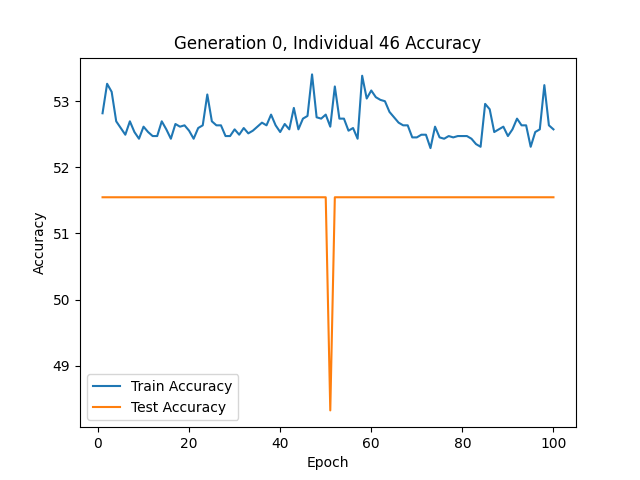 Generation 0, Individual 46 Accuracy
53
52
51
50
49
Accuracy
Train Accuracy
Test Accuracy
0 20 40 60 80 100
Epoch